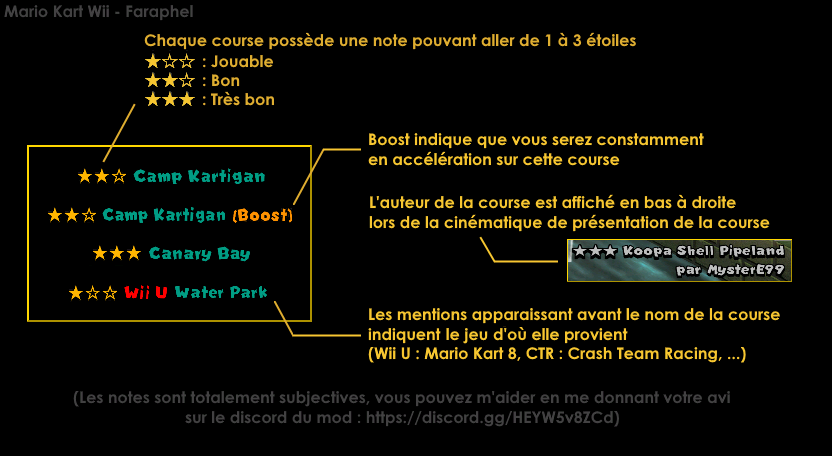 Mario Kart Wii - Faraphel
Chaque course possède une note pouvant aller de 1 à 3 étoiles
★☆☆ : Jouable
★★☆ : Bon
★★★ : Très bon
Boost indique que vous serez constamment
en accélération sur cette course
★★☆ Camp Kartigan
★★☆ Camp Kartigan (Boost)
★★★ Canary Bay
★☆☆ Wii U Water Park
L'auteur de la course est affiché en bas à droite
lors de la cinématique de présentation de la course
★★★ Koopa Shell Pipeland
par MysterE99
Les mentions apparaissant avant le nom de la course
indiquent le jeu d'où elle provient
(Wii U : Mario Kart 8, CTR : Crash Team Racing, ...)
(Les notes sont totalement subjectives, vous pouvez m'aider en me donnant votre avi
sur le discord du mod : https://discord.gg/HEYW5v8ZCd)